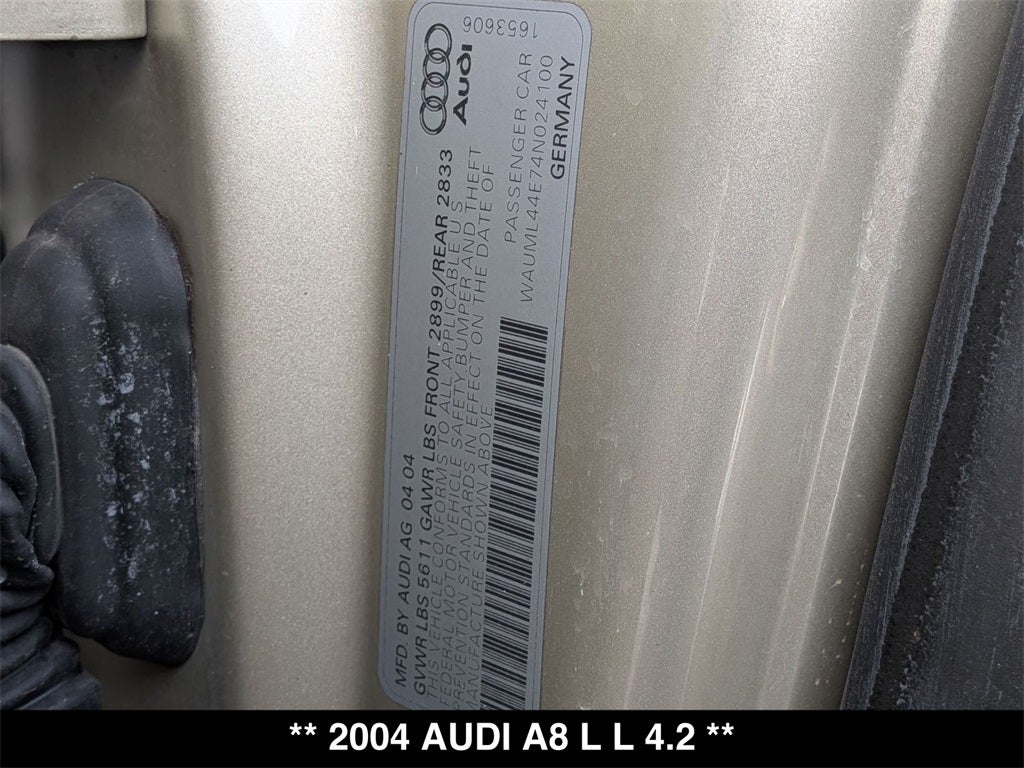 MFD. BY AUDI AG 04 04
GVWR LBS 5611 GAWR LBS FRONT 2899/REAR 2833
THIS VEHICLE CONFORMS TO ALL APPLICABLE U S
FEDERAL MOTOR VEHICLE SAFETY BUMPER AND THEFT
PREVENTION STANDARDS IN EFFECT ON THE DATE OF
MANUFACTURE SHOWN ABOVE
Audi
1653606
PASSENGER CAR
WAUML44E74N024100
GERMANY
** 2004 AUDI A8 L L 4.2 **